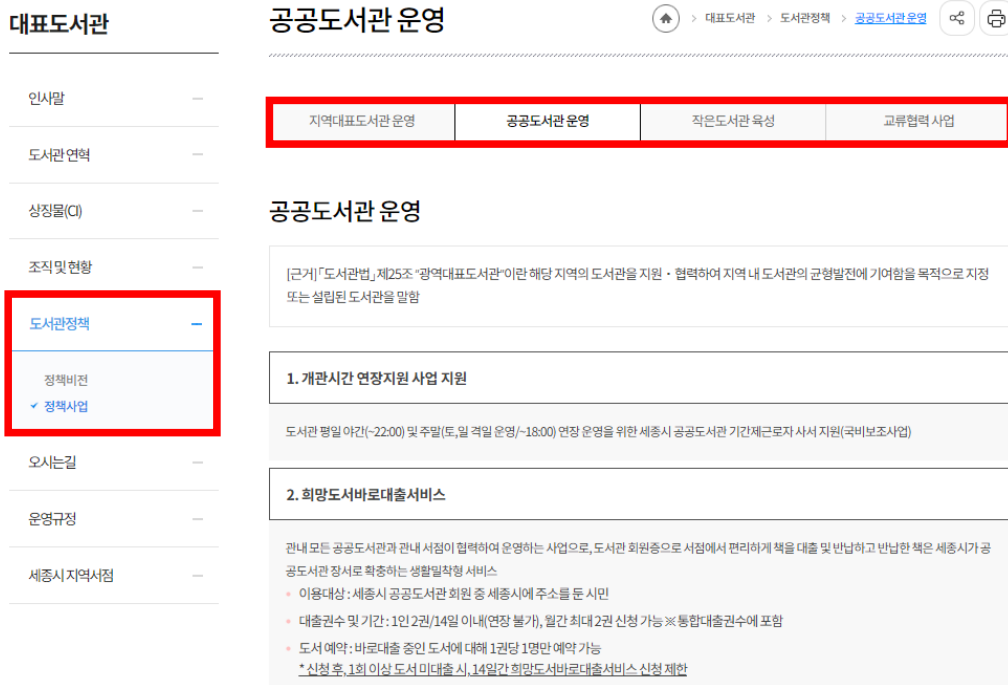 대표도서관
인사말
도서관 연혁
상징물(CI)
조직 및 현황
도서관정책
정책비전
정책사업
오시는길
운영규정
세종시 지역서점
공공도서관 운영
> 대표도서관 > 도서관정책 > 공공도서관 운영
지역대표도서관 운영
공공도서관 운영
작은도서관 육성
교류협력 사업
공공도서관 운영
[근거]「도서관법」제25조 "광역대표도서관"이란 해당 지역의 도서관을 지원・협력하여 지역 내 도서관의 균형발전에 기여함을 목적으로 지정
또는 설립된 도서관을 말함
1. 개관시간 연장지원 사업 지원
도서관 평일 야간(~22:00) 및 주말(토,일 격일 운영/~18:00) 연장 운영을 위한 세종시 공공도서관 기간제근로자 사서 지원(국비보조사업)
2. 희망도서바로대출서비스
관내 모든 공공도서관과 관내 서점이 협력하여 운영하는 사업으로, 도서관 회원증으로 서점에서 편리하게 책을 대출 및 반납하고 반납한 책은 세종시가 공
공도서관 장서로 확충하는 생활밀착형 서비스
이용대상 : 세종시 공공도서관 회원 중 세종시에 주소를 둔 시민
대출권수 및 기간 : 1인 2권/14일 이내(연장 불가), 월간 최대 2권 신청 가능 ※ 통합대출권수에 포함
도서 예약 : 바로대출 중인 도서에 대해 1권당 1명만 예약 가능
* 신청 후, 1회 이상 도서 미대출 시, 14일간 희망도서바로대출서비스 신청 제한